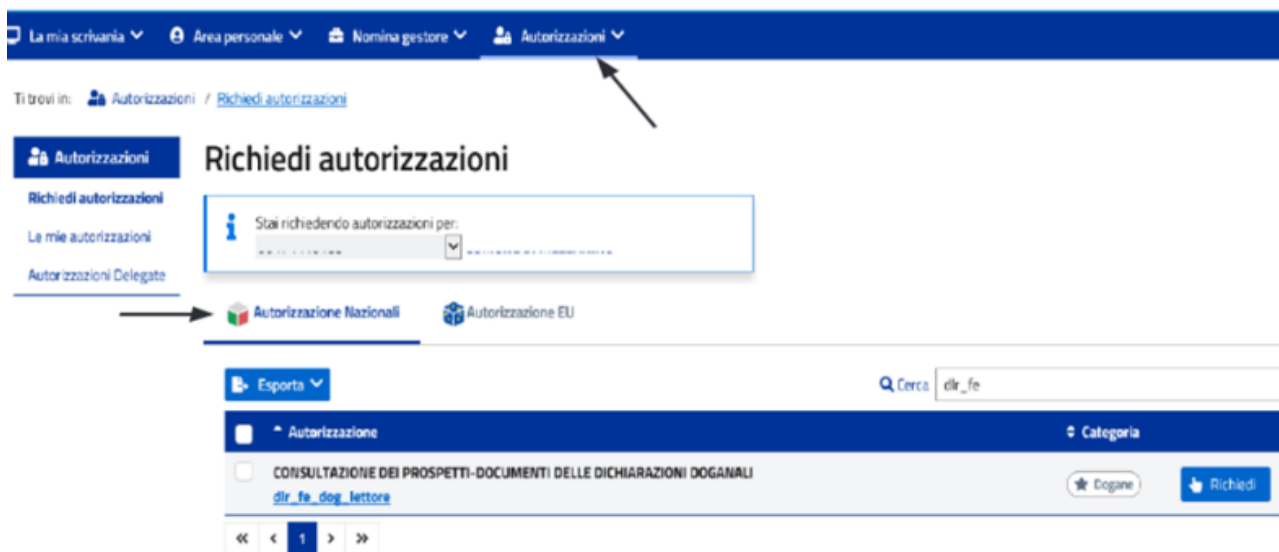 La mia scrivania Area personale Nomina gestore Autorizzazioni
Ti trovi in: Autorizzazioni / Richiedi autorizzazioni
Autorizzazioni
Richiedi autorizzazioni
Le mie autorizzazioni
Autorizzazioni Delegate
Richiedi autorizzazioni
Stai richiedendo autorizzazioni per:
Autorizzazione Nazionali Autorizzazione EU
Esporta Cerca dlr_fe
Autorizzazione Categoria
CONSULTAZIONE DEI PROSPETTI-DOCUMENTI DELLE DICHIARAZIONI DOGANALI
dlr_fe_dog_lettore Dogane Richiedi
« < 1 > »